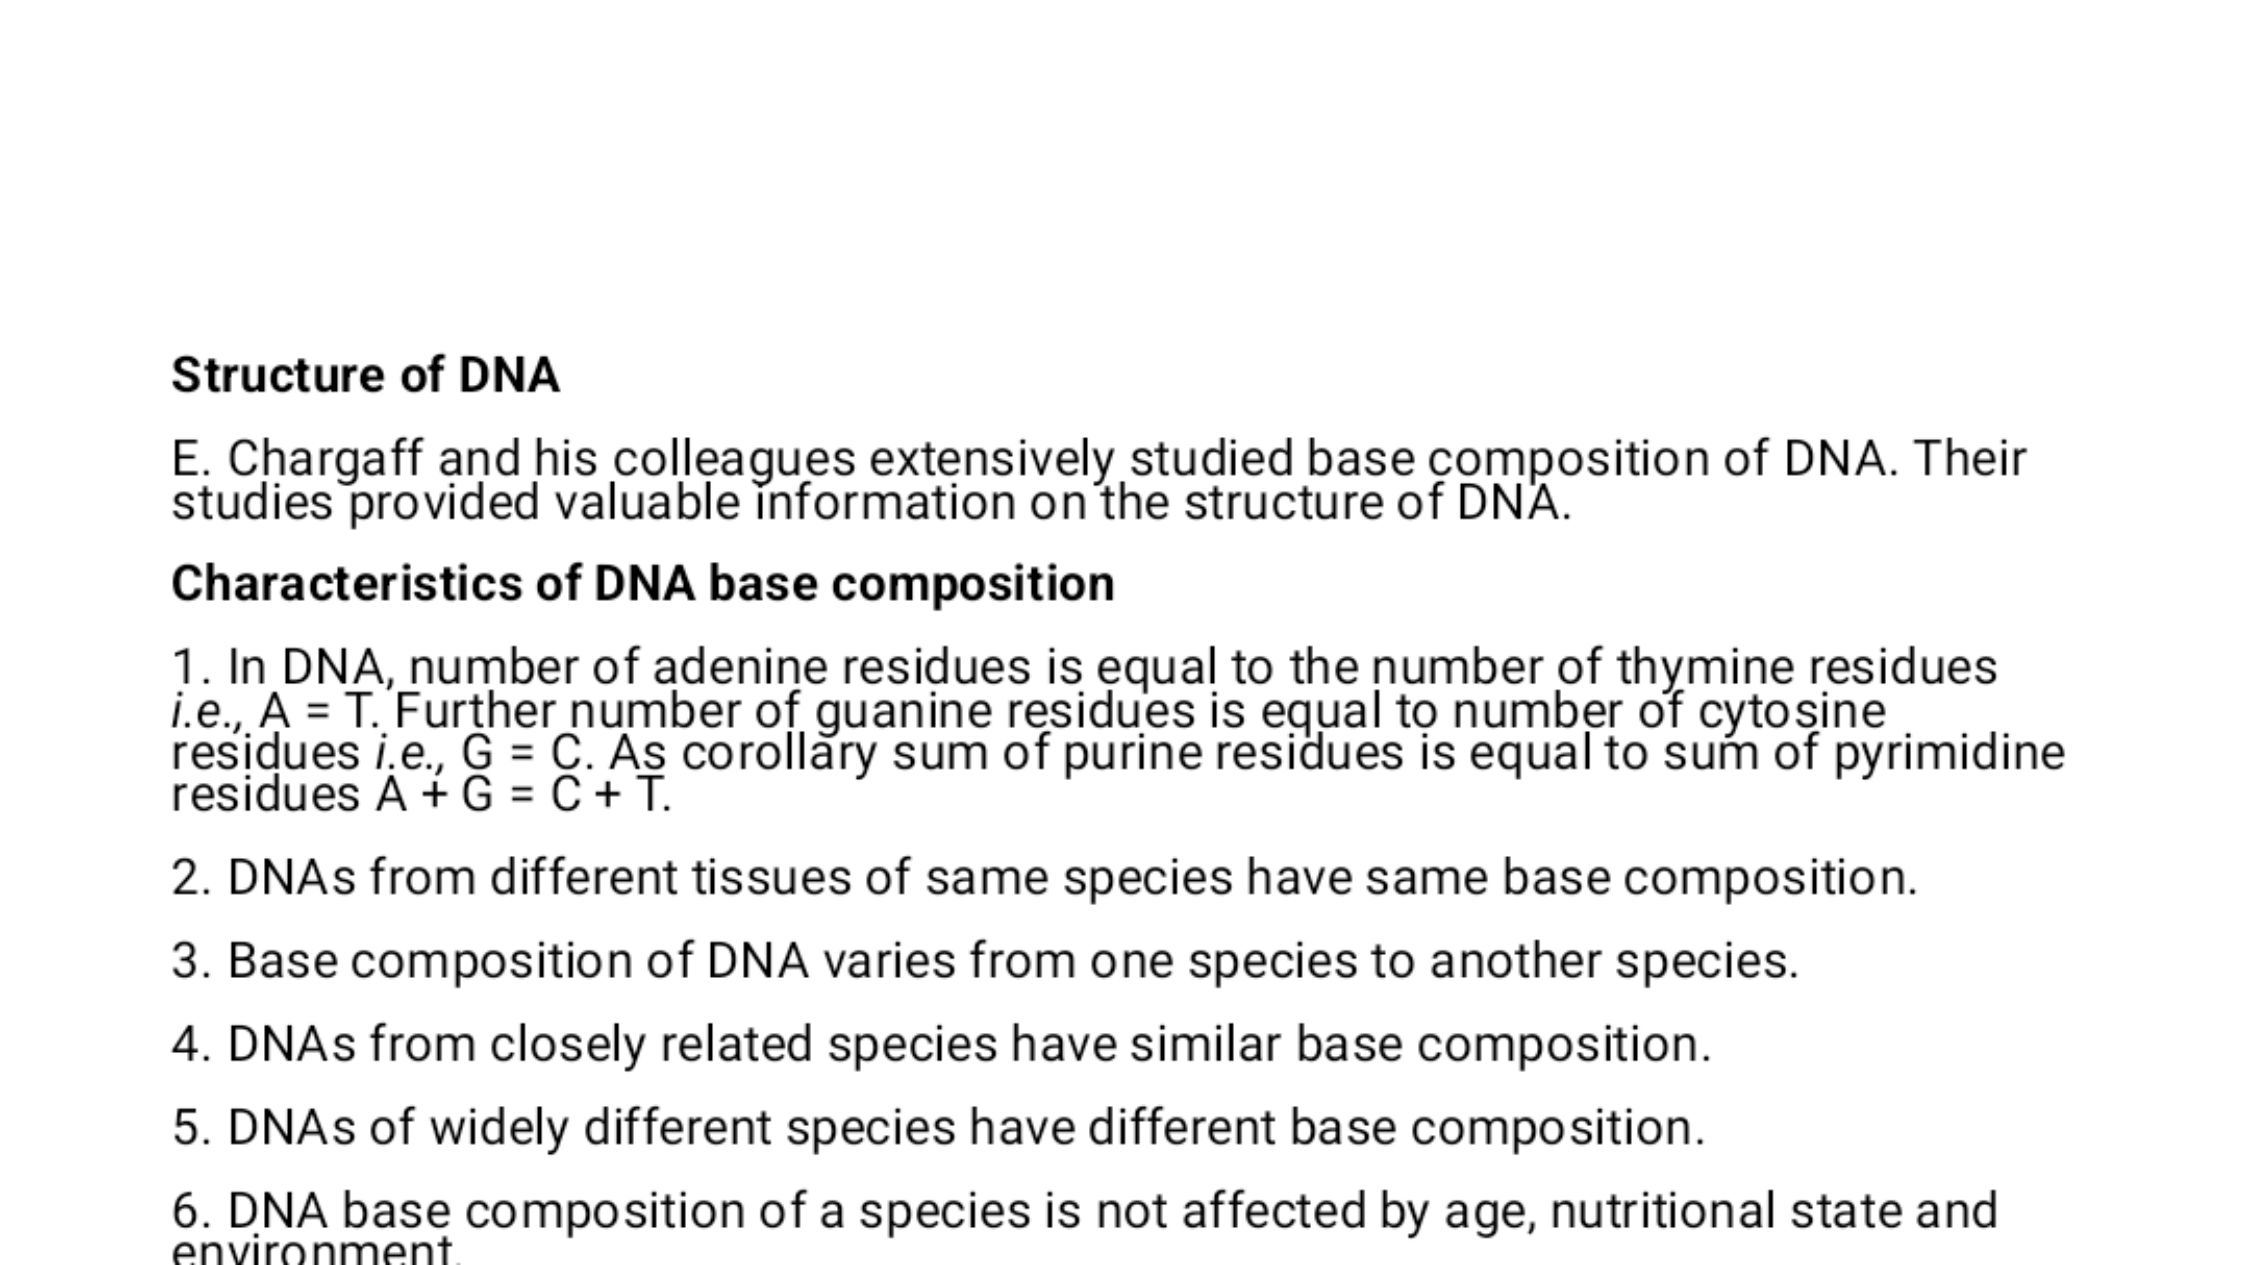 Structure of DNA
E. Chargaff and his colleagues extensively studied base composition of DNA. Their
studies provided valuable information on the structure of DNA.
Characteristics of DNA base composition
1. In DNA, number of adenine residues is equal to the number of thymine residues
i.e., A = T. Further number of guanine residues is equal to number of cytosine
residues i.e., G = C. As corollary sum of purine residues is equal to sum of pyrimidine
residues A + G = C + T.
2. DNAs from different tissues of same species have same base composition.
3. Base composition of DNA varies from one species to another species.
4. DNAs from closely related species have similar base composition.
5. DNAs of widely different species have different base composition.
6. DNA base composition of a species is not affected by age, nutritional state and
environment.